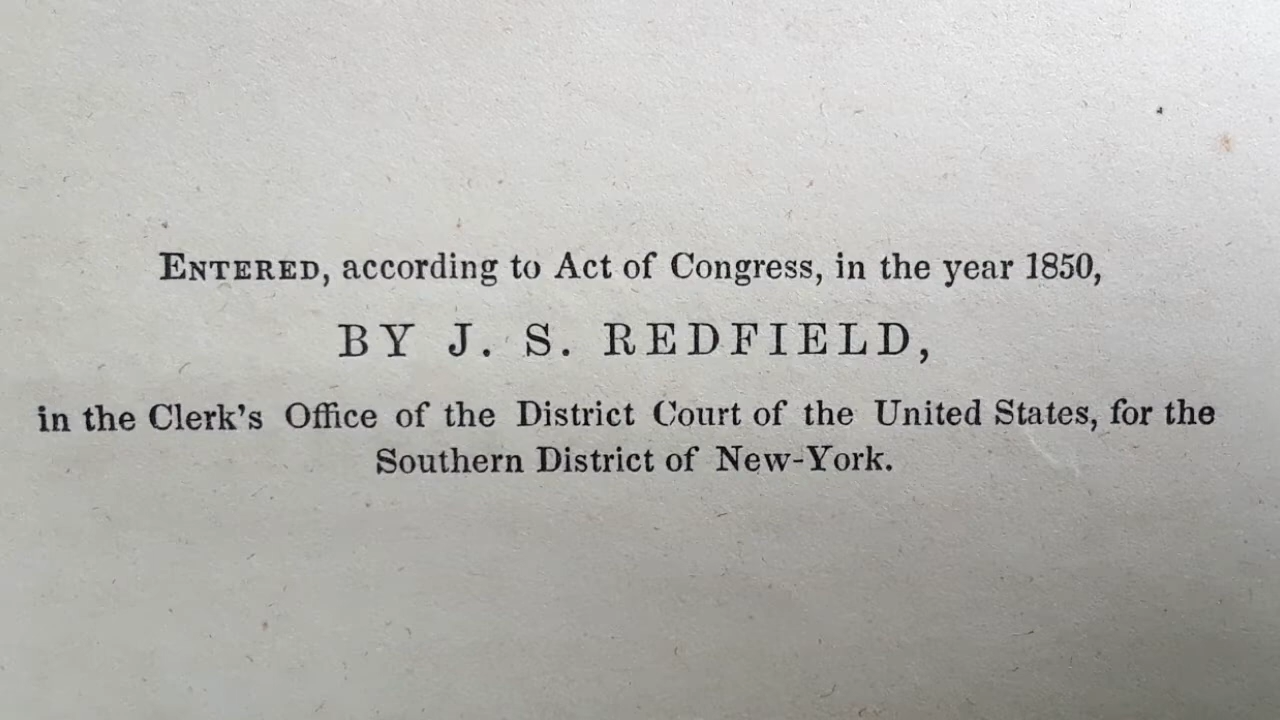 ENTERED, according to Act of Congress, in the year 1850,
BY J. S. REDFIELD,
in the Clerk's Office of the District Court of the United States, for the
Southern District of New-York.